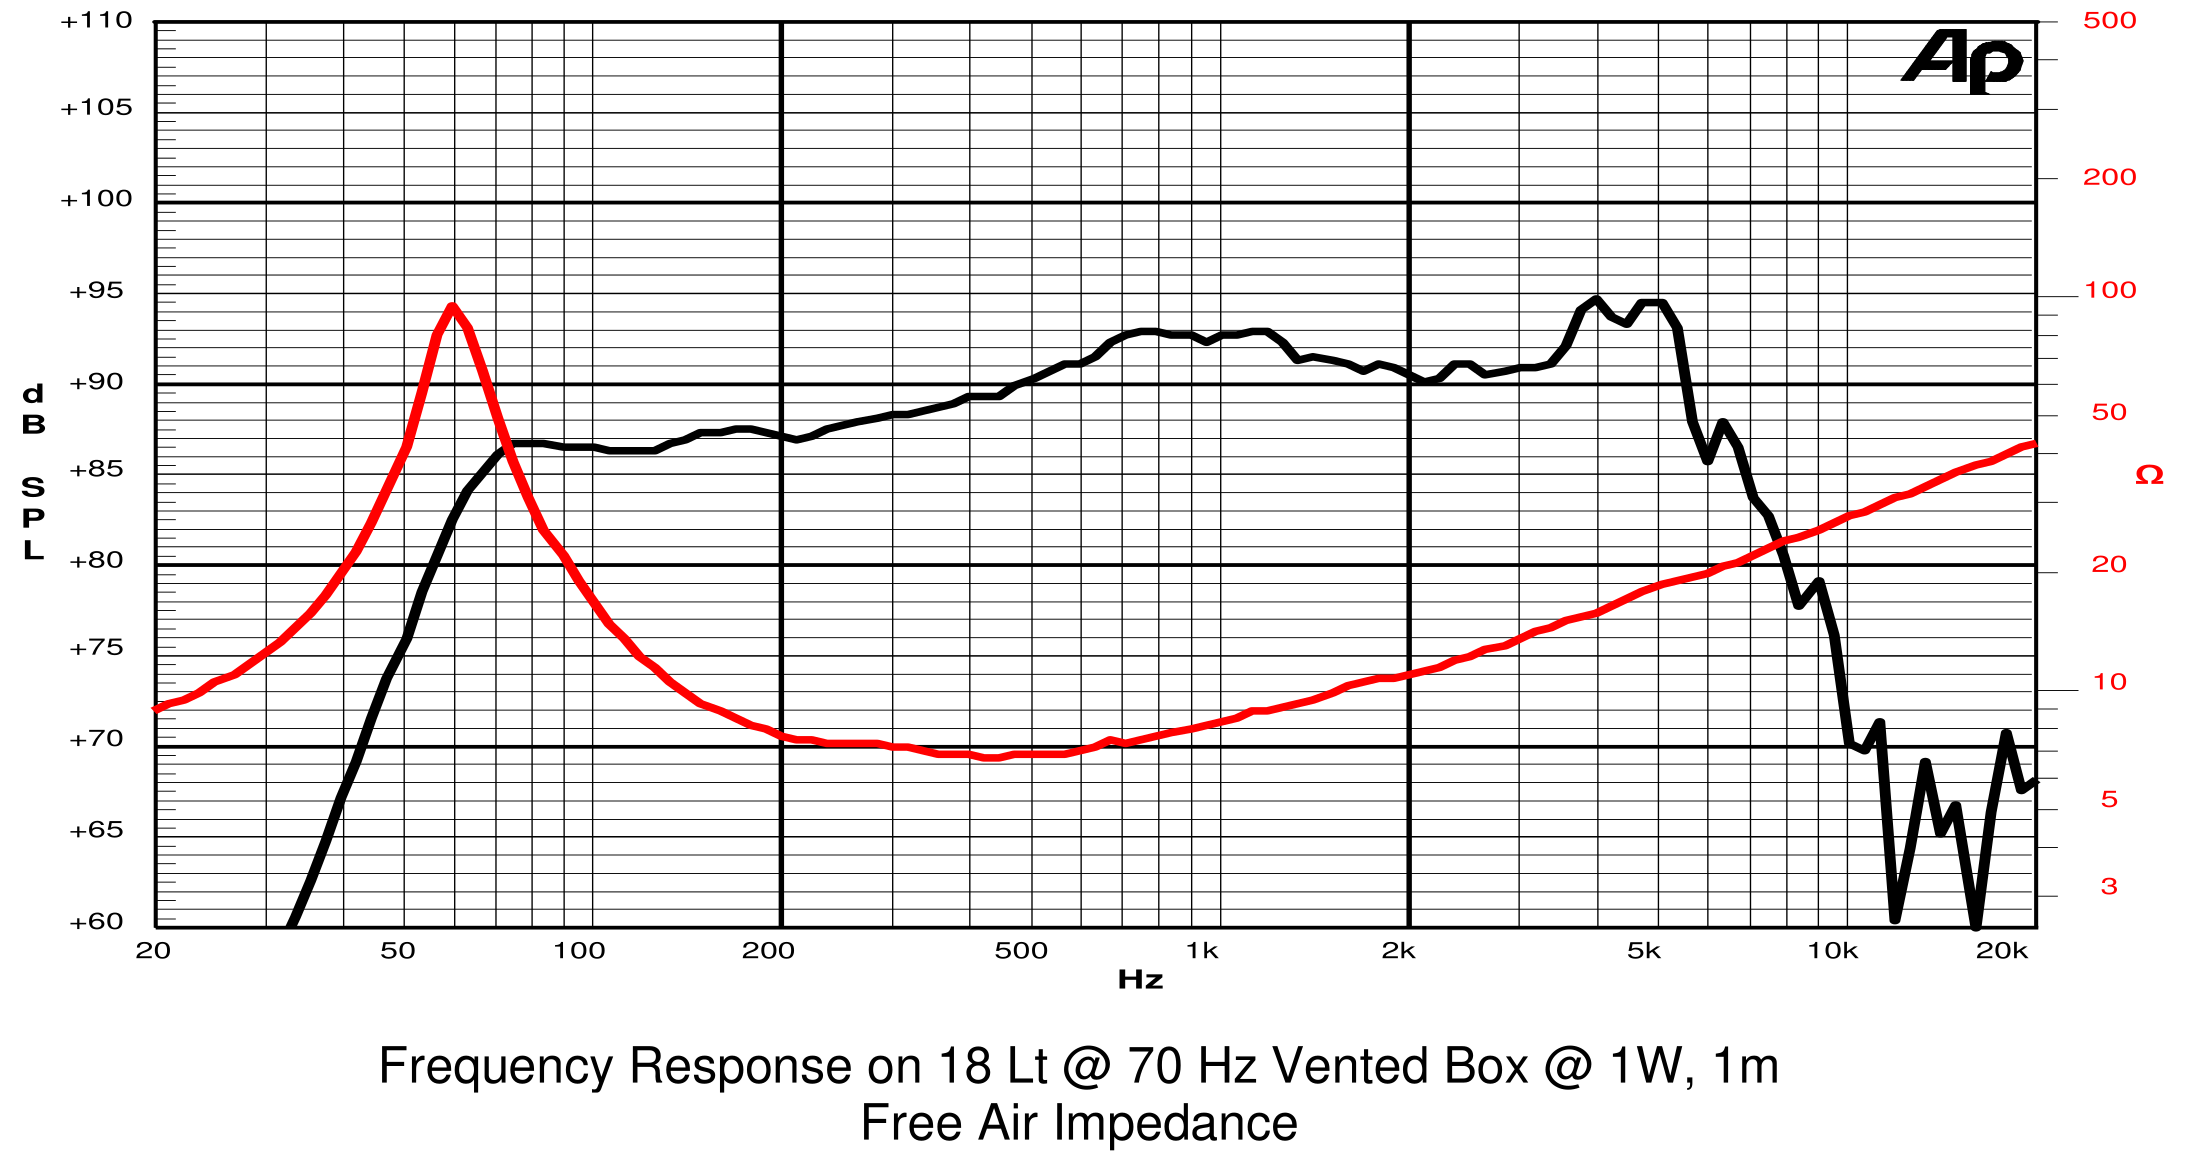 +110
+105
+100
+95
+90
+85
+80
+75
+70
+65
+60
dB SPL
500
200
100
50
20
10
5
3
Ω
Ap
20 50 100 200 500 1k 2k 5k 10k 20k
Hz
Frequency Response on 18 Lt @ 70 Hz Vented Box @ 1W, 1m
Free Air Impedance